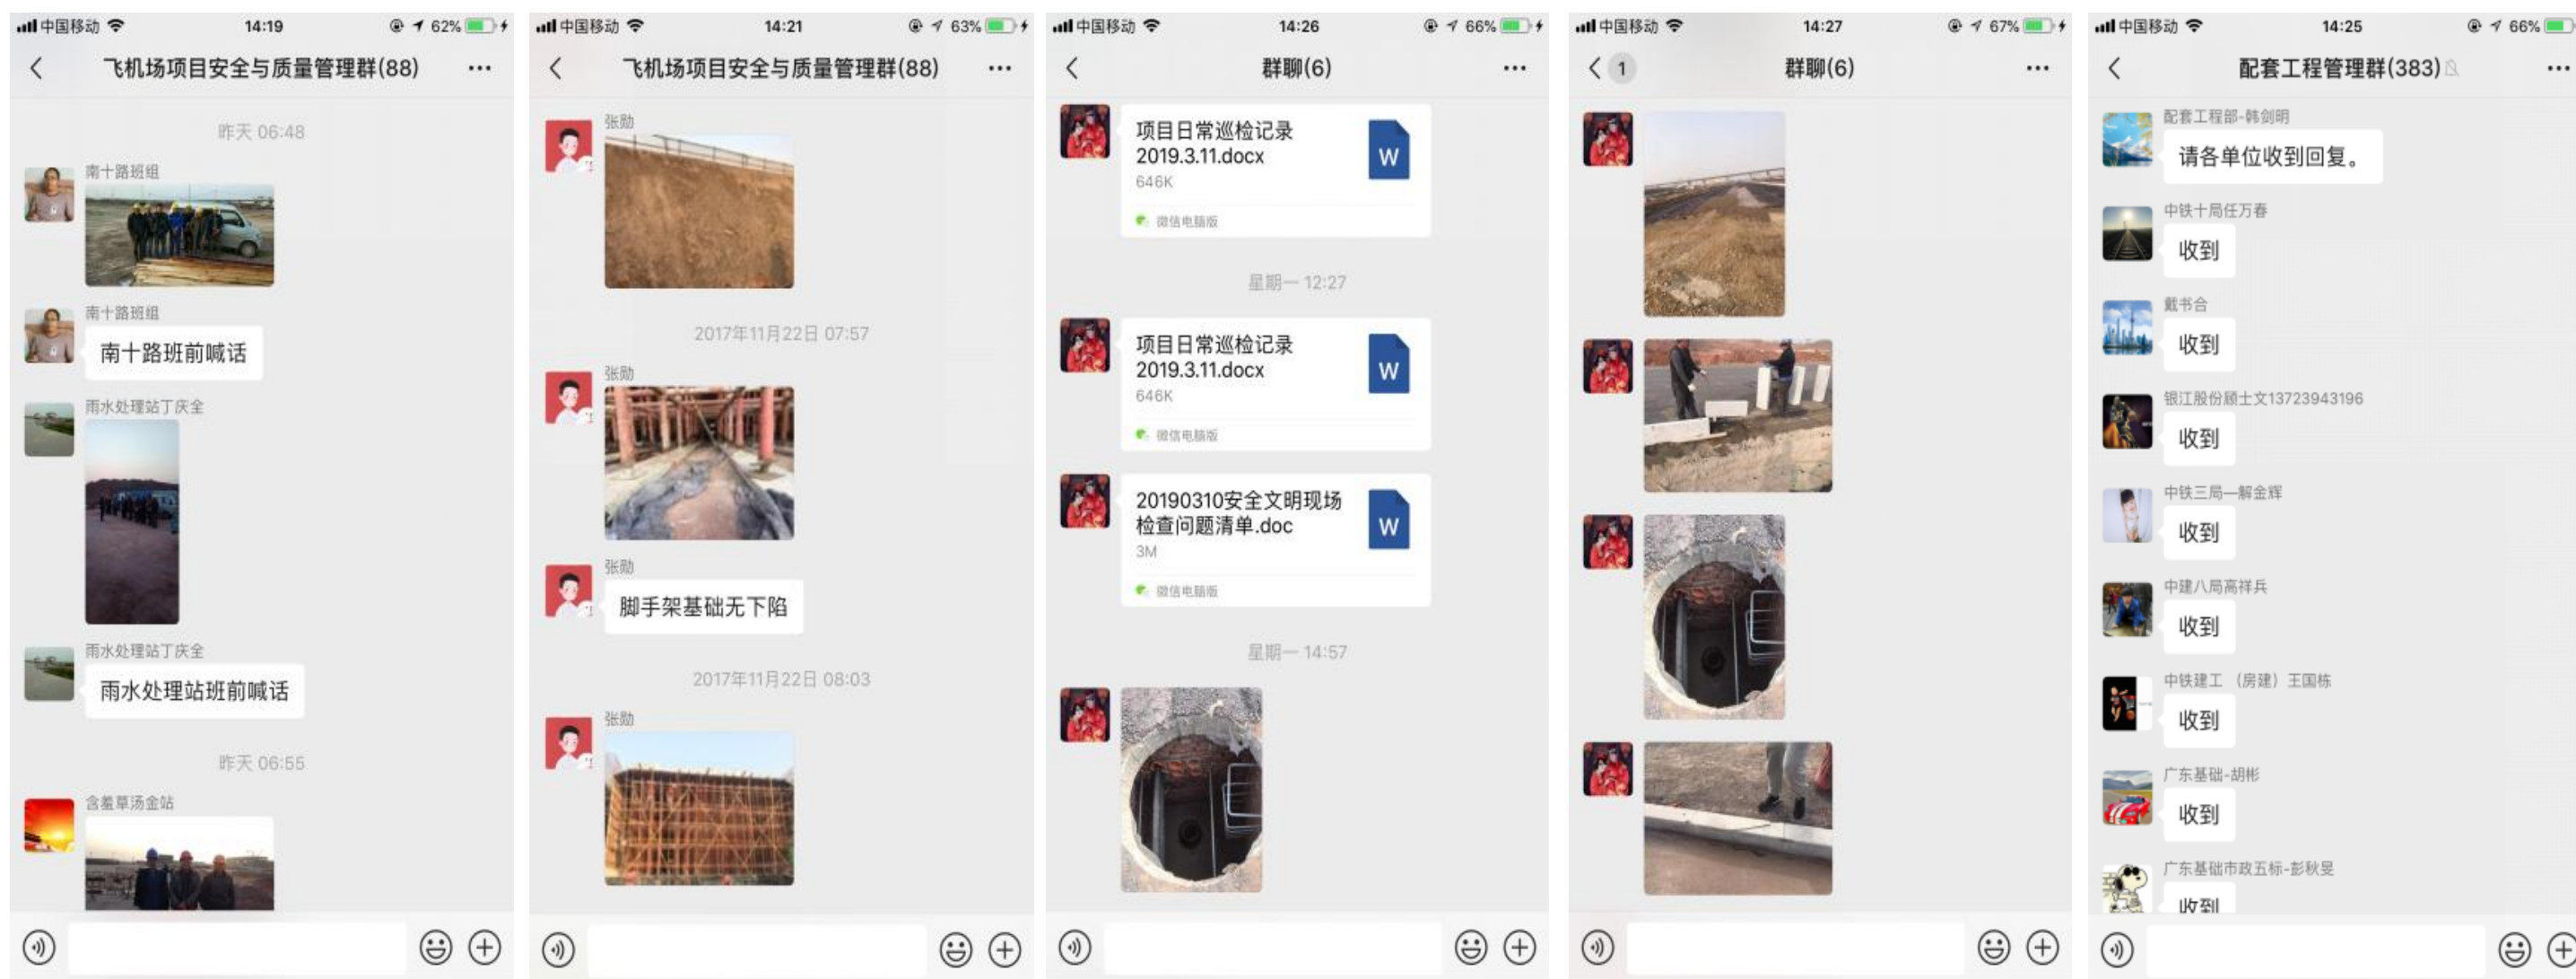 中国移动
14:19
62%
飞机场项目安全与质量管理群(88)
昨天 06:48
南十路班组
南十路班组
南十路班前喊话
雨水处理站丁庆全
雨水处理站丁庆全
雨水处理站班前喊话
昨天 06:55
含羞草汤金站
中国移动
14:21
63%
飞机场项目安全与质量管理群(88)
张勋
2017年11月22日 07:57
张勋
张勋
脚手架基础无下陷
2017年11月22日 08:03
张勋
中国移动
14:26
66%
群聊(6)
项目日常巡检记录
2019.3.11.docx
W
646K
微信电脑版
星期一 12:27
项目日常巡检记录
2019.3.11.docx
W
646K
微信电脑版
20190310安全文明现场
检查问题清单.doc
W
3M
微信电脑版
星期一 14:57
中国移动
14:27
67%
1
群聊(6)
中国移动
14:25
66%
配套工程管理群(383)
配套工程部-韩剑明
请各单位收到回复。
中铁十局任万春
收到
戴书合
收到
银江股份顾士文13723943196
收到
中铁三局—解金辉
收到
中建八局高祥兵
收到
中铁建工 （房建）王国栋
收到
广东基础-胡彬
收到
广东基础市政五标-彭秋旻
收到